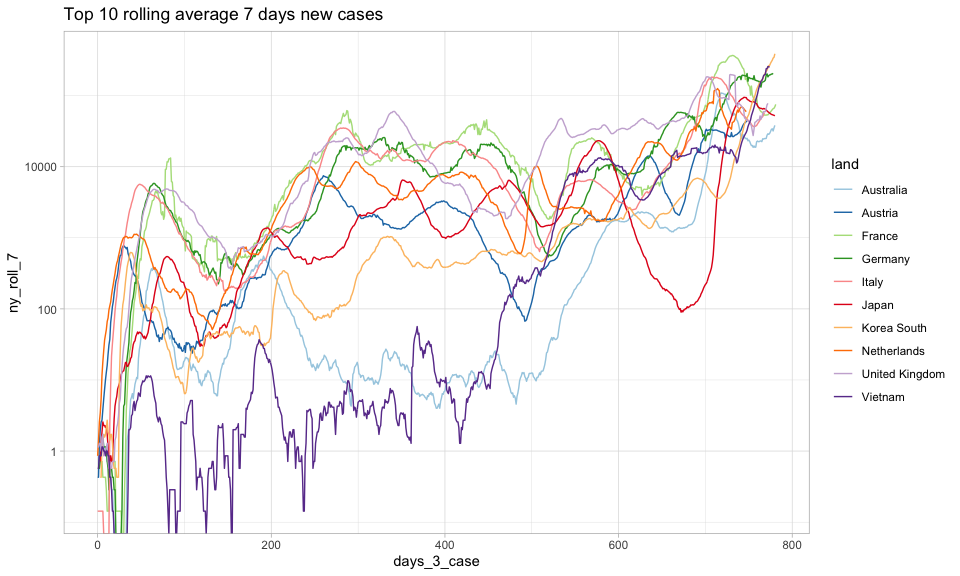 Top 10 rolling average 7 days new cases
ny_roll_7
10000
100
1
0
200
400
600
800
days_3_case
land
Australia
Austria
France
Germany
Italy
Japan
Korea South
Netherlands
United Kingdom
Vietnam